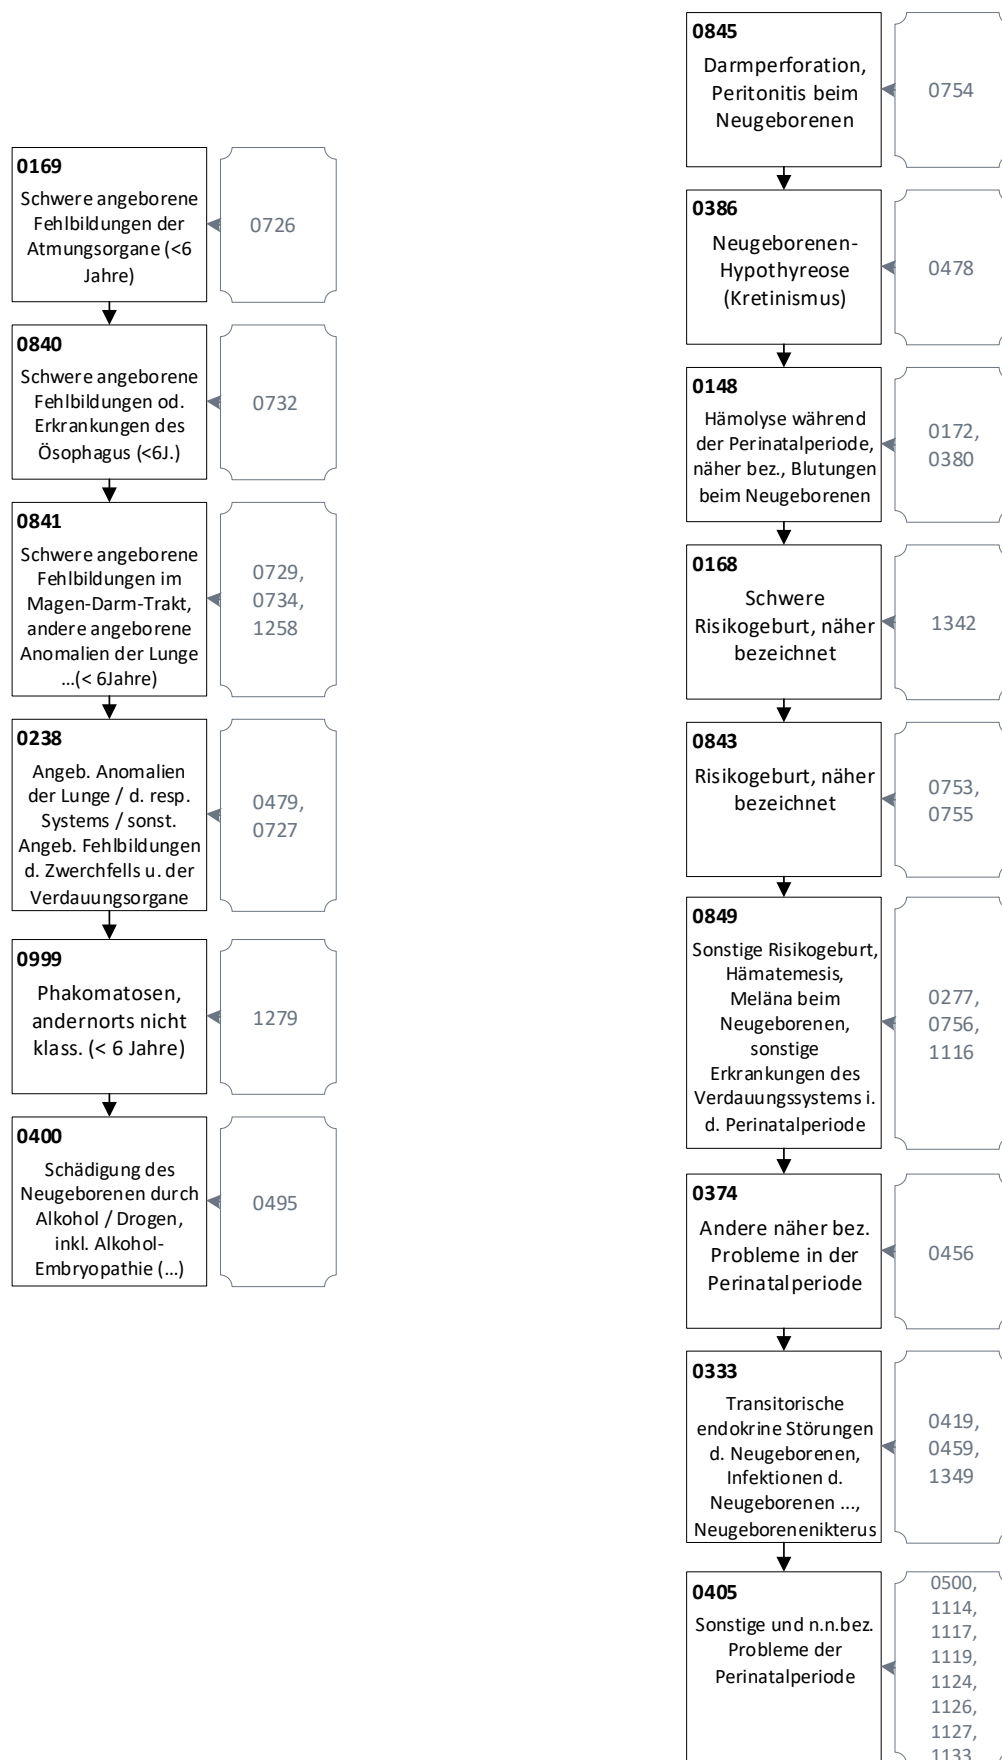 0169
Schwere angeborene
Fehlbildungen der
Atmungsorgane (<6
Jahre)
0726
0840
Schwere angeborene
Fehlbildungen od.
Erkrankungen des
Ösophagus (<6J.)
0732
0841
Schwere angeborene
Fehlbildungen im
Magen-Darm-Trakt,
andere angeborene
Anomalien der Lunge
...(< 6Jahre)
0729,
0734,
1258
0238
Angeb. Anomalien
der Lunge / d. resp.
Systems / sonst.
Angeb. Fehlbildungen
d. Zwerchfells u. der
Verdauungsorgane
0479,
0727
0999
Phakomatosen,
andernorts nicht
klass. (< 6 Jahre)
1279
0400
Schädigung des
Neugeborenen durch
Alkohol / Drogen,
inkl. Alkohol-
Embryopathie (...)
0495
0845
Darmperforation,
Peritonitis beim
Neugeborenen
0754
0386
Neugeborenen-
Hypothyreose
(Kretinismus)
0478
0148
Hämolyse während
der Perinatalperiode,
näher bez., Blutungen
beim Neugeborenen
0172,
0380
0168
Schwere
Risikogeburt, näher
bezeichnet
1342
0843
Risikogeburt, näher
bezeichnet
0753,
0755
0849
Sonstige Risikogeburt,
Hämatemesis,
Meläna beim
Neugeborenen,
sonstige
Erkrankungen des
Verdauungssystems i.
d. Perinatalperiode
0277,
0756,
1116
0374
Andere näher bez.
Probleme in der
Perinatalperiode
0456
0333
Transitorische
endokrine Störungen
d. Neugeborenen,
Infektionen d.
Neugeborenen ...,
Neugeborenenikterus
0419,
0459,
1349
0405
Sonstige und n.n.bez.
Probleme der
Perinatalperiode
0500,
1114,
1117,
1119,
1124,
1126,
1127,
1133